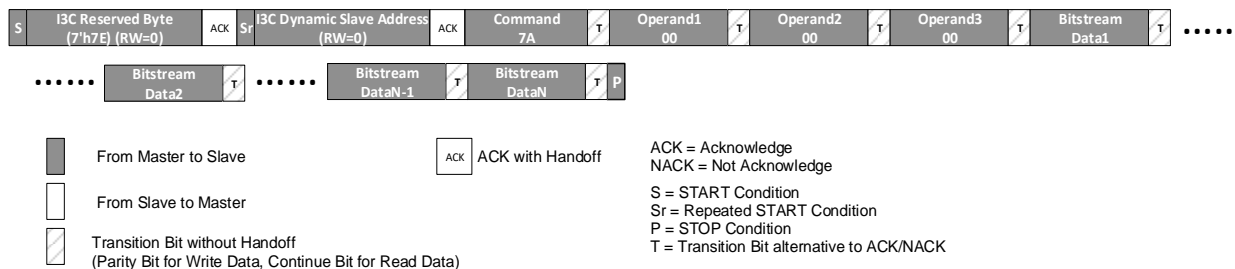 S I3C Reserved Byte (7'h7E) (RW=0) ACK Sr I3C Dynamic Slave Address (RW=0) ACK Command 7A T Operand1 00 T Operand2 00 T Operand3 00 T Bitstream Data1 T ......
...... Bitstream Data2 T ...... Bitstream DataN-1 T Bitstream DataN T P
From Master to Slave
From Slave to Master
Transition Bit without Handoff
(Parity Bit for Write Data, Continue Bit for Read Data)
ACK ACK with Handoff
ACK = Acknowledge
NACK = Not Acknowledge
S = START Condition
Sr = Repeated START Condition
P = STOP Condition
T = Transition Bit alternative to ACK/NACK